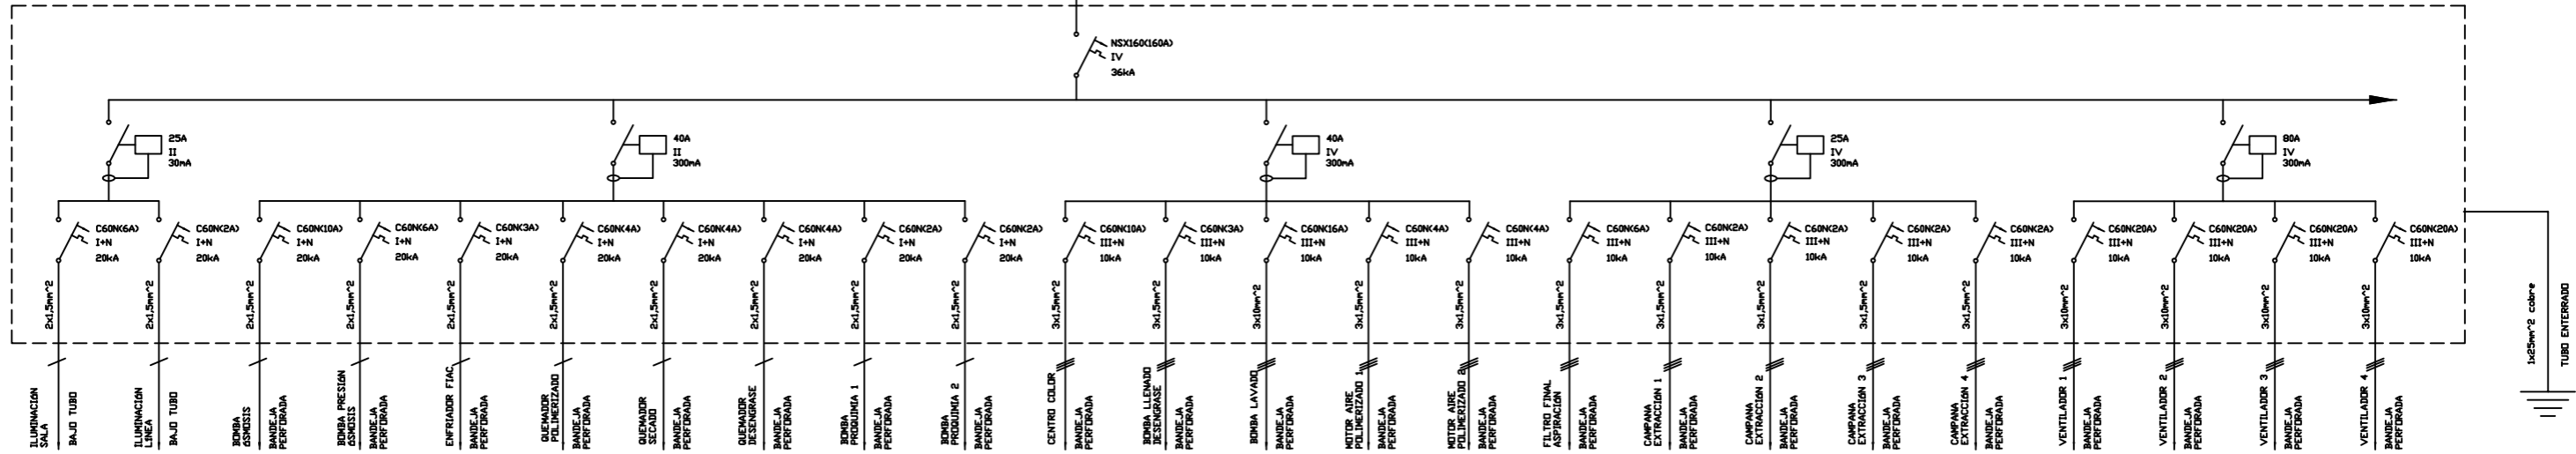 NSX160(160A)
IV
36kA
25A
II
30mA
40A
II
300mA
40A
IV
300mA
25A
IV
300mA
80A
IV
300mA
C60N(6A)
I+N
20kA
C60N(2A)
I+N
20kA
C60N(10A)
I+N
20kA
C60N(6A)
I+N
20kA
C60N(3A)
I+N
20kA
C60N(4A)
I+N
20kA
C60N(4A)
I+N
20kA
C60N(4A)
I+N
20kA
C60N(2A)
I+N
20kA
C60N(2A)
I+N
20kA
C60N(10A)
III+N
10kA
C60N(3A)
III+N
10kA
C60N(16A)
III+N
10kA
C60N(4A)
III+N
10kA
C60N(4A)
III+N
10kA
C60N(6A)
III+N
10kA
C60N(2A)
III+N
10kA
C60N(2A)
III+N
10kA
C60N(2A)
III+N
10kA
C60N(2A)
III+N
10kA
C60N(20A)
III+N
10kA
C60N(20A)
III+N
10kA
C60N(20A)
III+N
10kA
C60N(20A)
III+N
10kA
2x1,5mm^2
2x1,5mm^2
2x1,5mm^2
2x1,5mm^2
2x1,5mm^2
2x1,5mm^2
2x1,5mm^2
2x1,5mm^2
2x1,5mm^2
2x1,5mm^2
3x1,5mm^2
3x1,5mm^2
3x10mm^2
3x1,5mm^2
3x1,5mm^2
3x1,5mm^2
3x1,5mm^2
3x1,5mm^2
3x1,5mm^2
3x1,5mm^2
3x10mm^2
3x10mm^2
3x10mm^2
3x10mm^2
1x25mm^2 cobre
TUBO ENTERRADO
ILUMINACIÓN
SALA
BAJO TUBO
ILUMINACIÓN
LINEA
BAJO TUBO
BOMBA
ÓSMOSIS
BANDEJA
PERFORADA
BOMBA PRESIÓN
ÓSMOSIS
BANDEJA
PERFORADA
ENFRIADOR FIAC
BANDEJA
PERFORADA
QUEMADOR
POLIMERIZADO
BANDEJA
PERFORADA
QUEMADOR
SECADO
BANDEJA
PERFORADA
QUEMADOR
DESENGRASE
BANDEJA
PERFORADA
BOMBA
PROQUIMIA 1
BANDEJA
PERFORADA
BOMBA
PROQUIMIA 2
BANDEJA
PERFORADA
CENTRO COLOR
BANDEJA
PERFORADA
BOMBA LLENADO
DESENGRASE
BANDEJA
PERFORADA
BOMBA LAVADO
BANDEJA
PERFORADA
MOTOR AIRE
POLIMERIZADO 1
BANDEJA
PERFORADA
MOTOR AIRE
POLIMERIZADO 2
BANDEJA
PERFORADA
FILTRO FINAL
ASPIRACIÓN
BANDEJA
PERFORADA
CAMPANA
EXTRACCIÓN 1
BANDEJA
PERFORADA
CAMPANA
EXTRACCIÓN 2
BANDEJA
PERFORADA
CAMPANA
EXTRACCIÓN 3
BANDEJA
PERFORADA
CAMPANA
EXTRACCIÓN 4
BANDEJA
PERFORADA
VENTILADOR 1
BANDEJA
PERFORADA
VENTILADOR 2
BANDEJA
PERFORADA
VENTILADOR 3
BANDEJA
PERFORADA
VENTILADOR 4
BANDEJA
PERFORADA